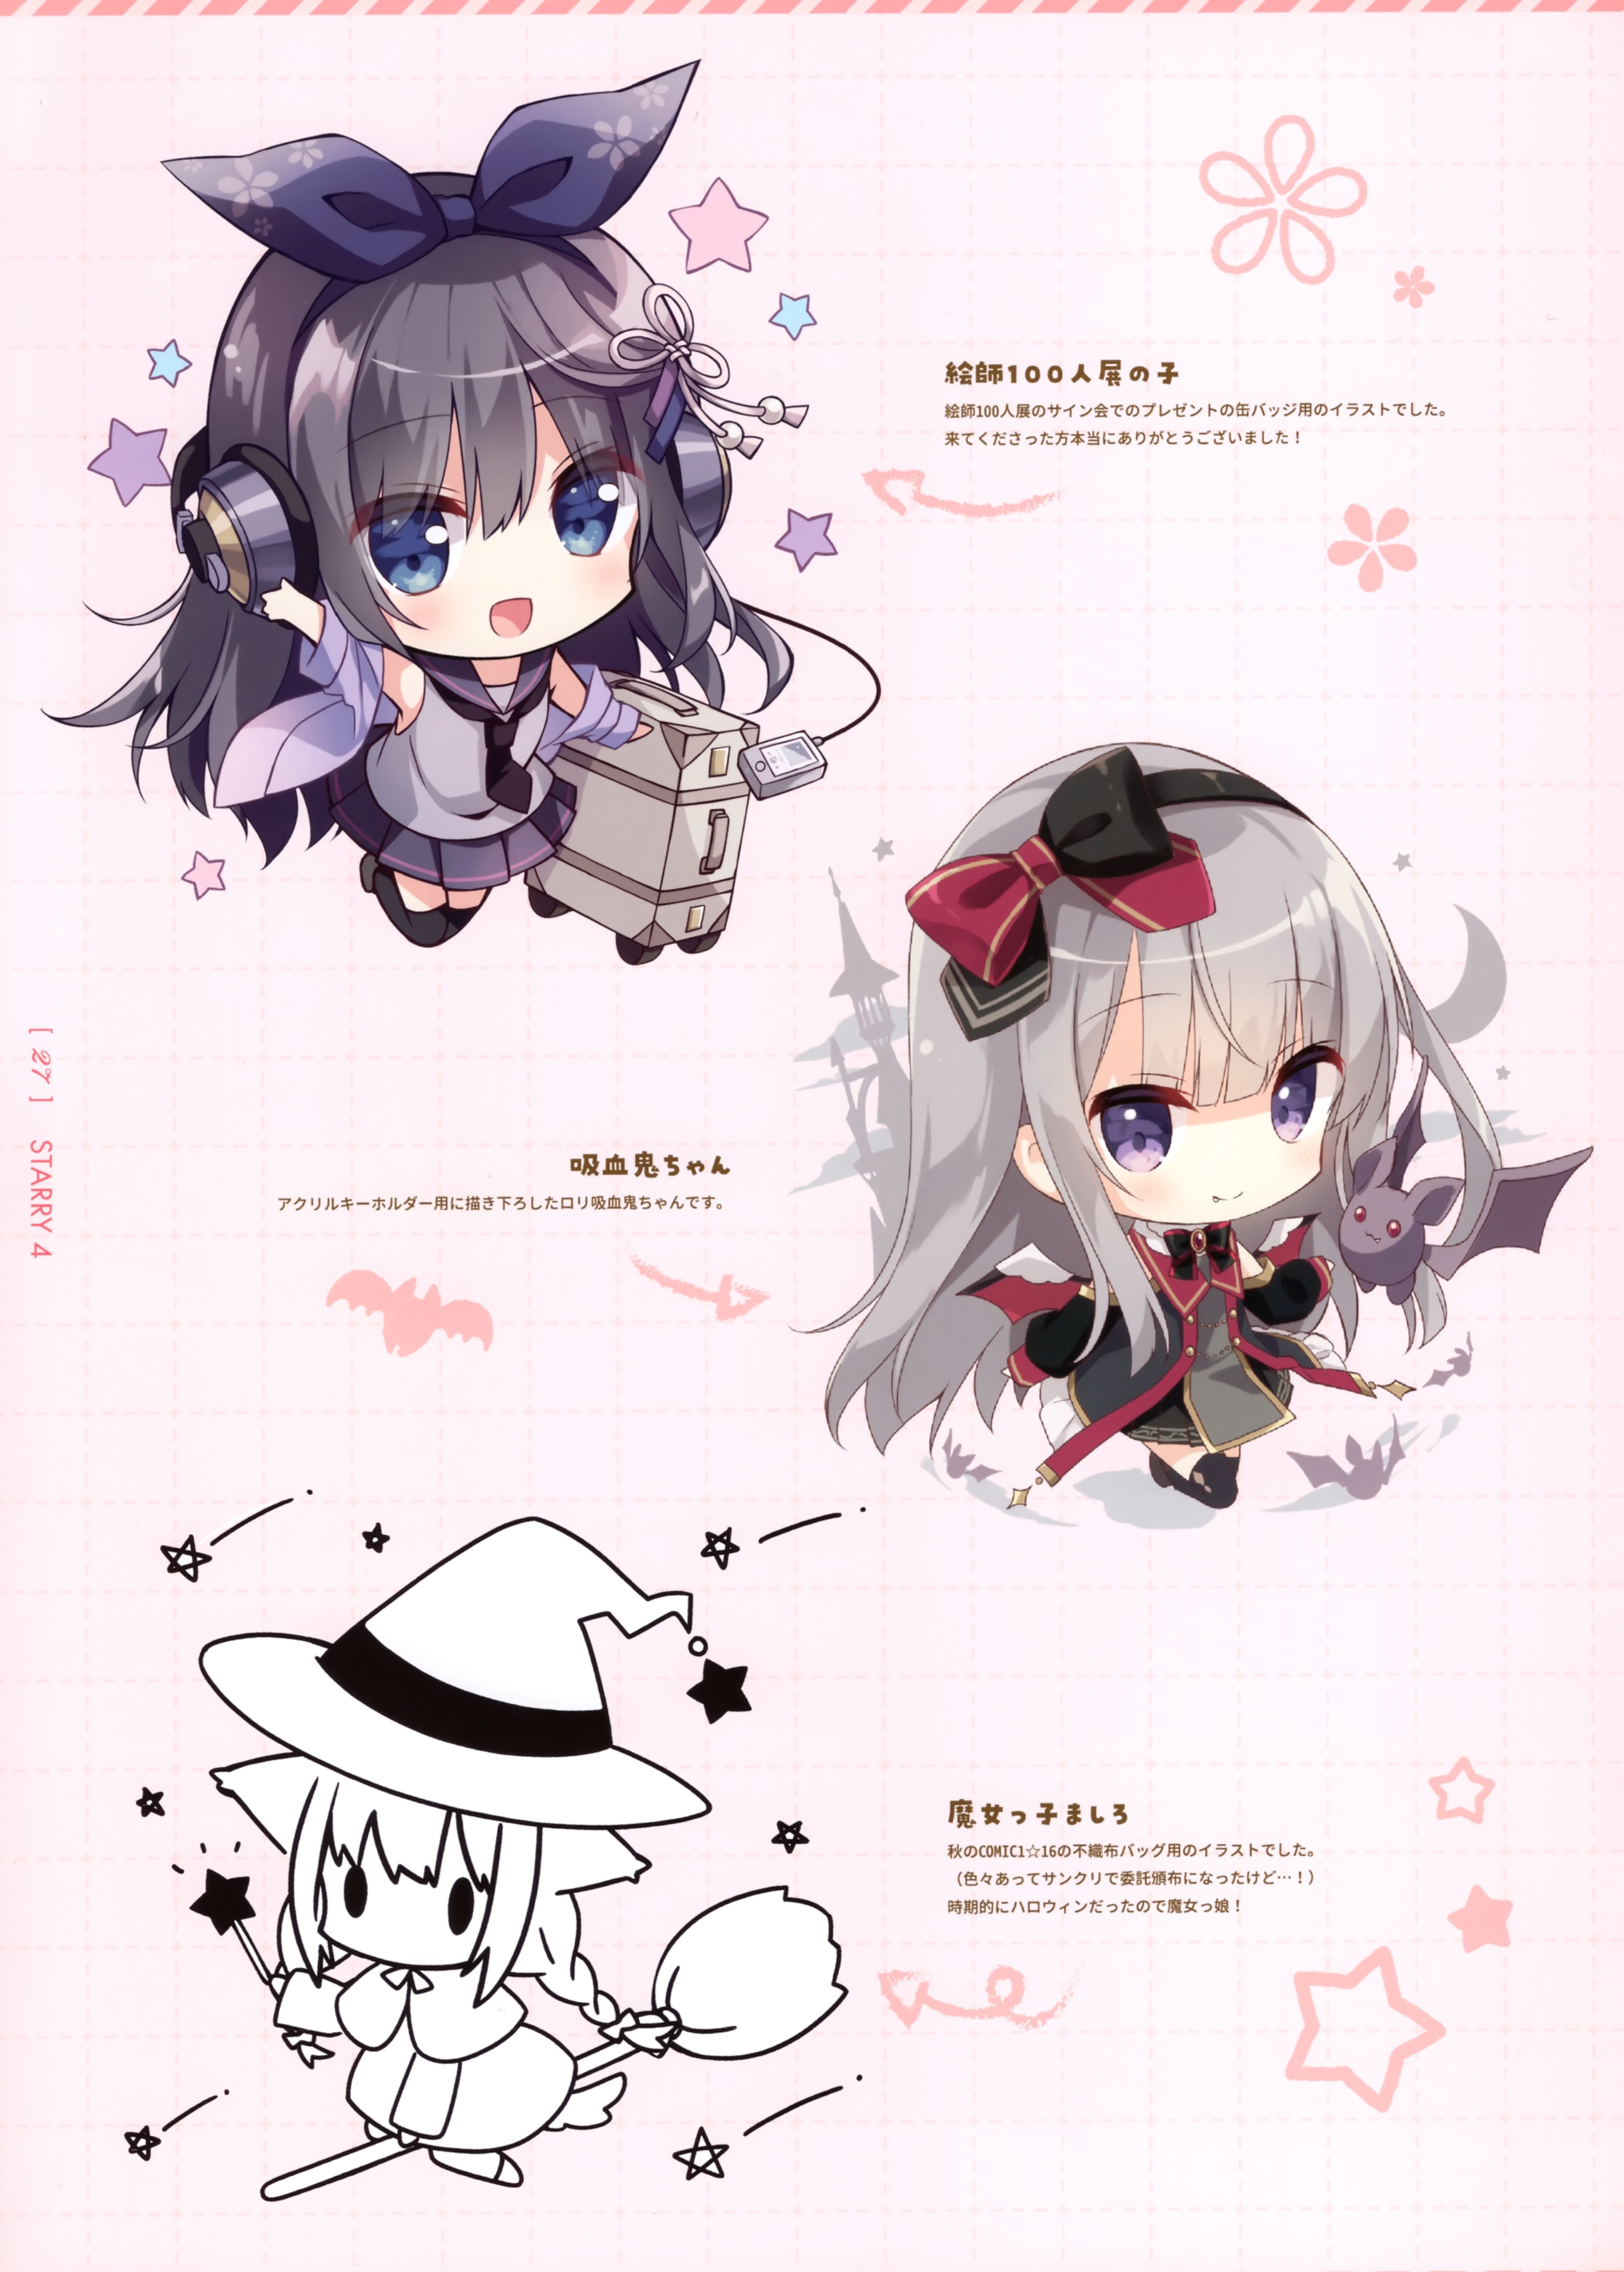 絵師100人展の子
絵師100人展のサイン会でのプレゼントの缶バッジ用のイラストでした。
来てくださった方本当にありがとうございました！
吸血鬼ちゃん
アクリルキーホルダー用に描き下ろしたロリ吸血鬼ちゃんです。
[ 27 ] STARRY 4
魔女っ子ましろ
秋のCOMIC1☆16の不織布バッグ用のイラストでした。
（色々あってサンクリで委託頒布になったけど…！）
時期的にハロウィンだったので魔女っ娘！